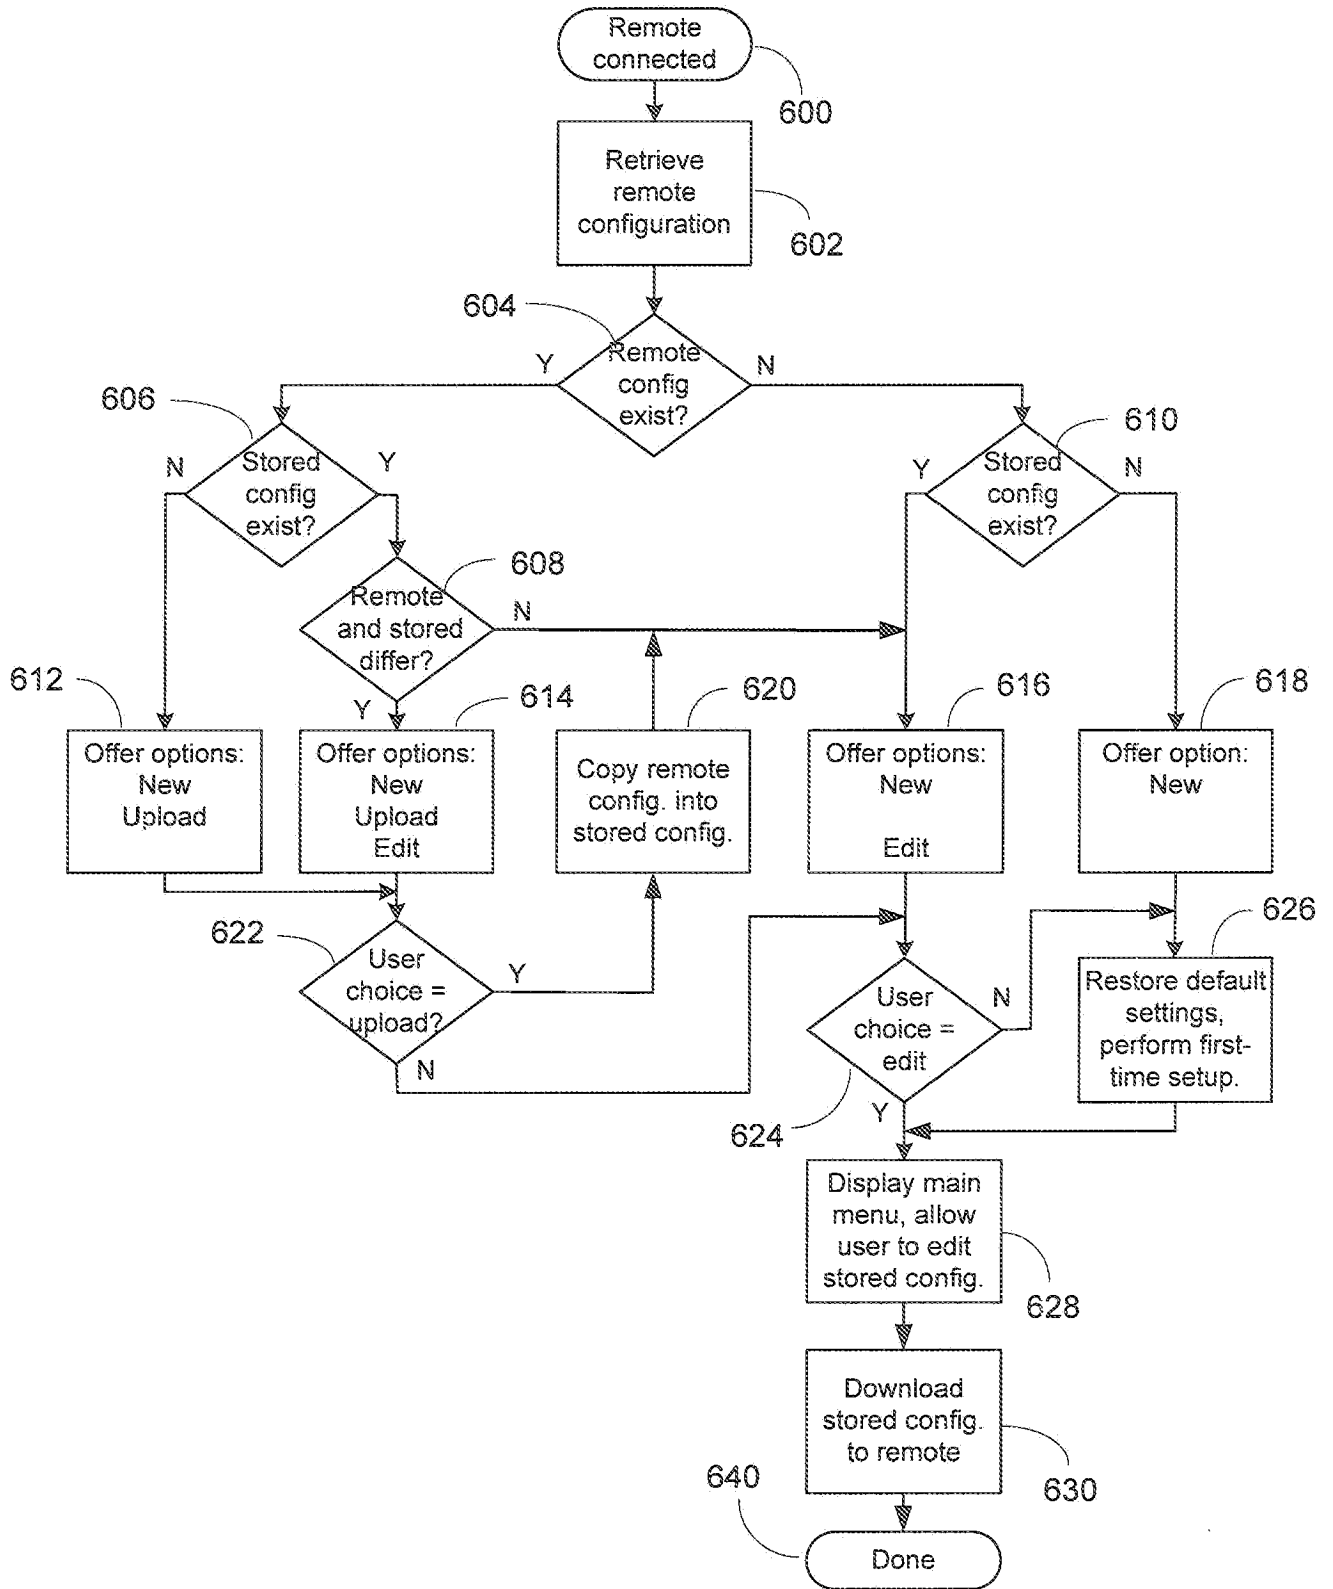 Remote
connected
600
Retrieve
remote
configuration
602
604
Y
Remote
config
exist?
N
606
N
Stored
config
exist?
Y
610
Y
Stored
config
exist?
N
608
Remote
and stored
differ?
N
Y
612
Offer options:
New
Upload
614
Offer options:
New
Upload
Edit
620
Copy remote
config. into
stored config.
616
Offer options:
New
Edit
618
Offer option:
New
622
User
choice =
upload?
Y
N
624
User
choice =
edit
N
Y
626
Restore default
settings,
perform first-
time setup.
Display main
menu, allow
user to edit
stored config.
628
Download
stored config.
to remote
630
640
Done